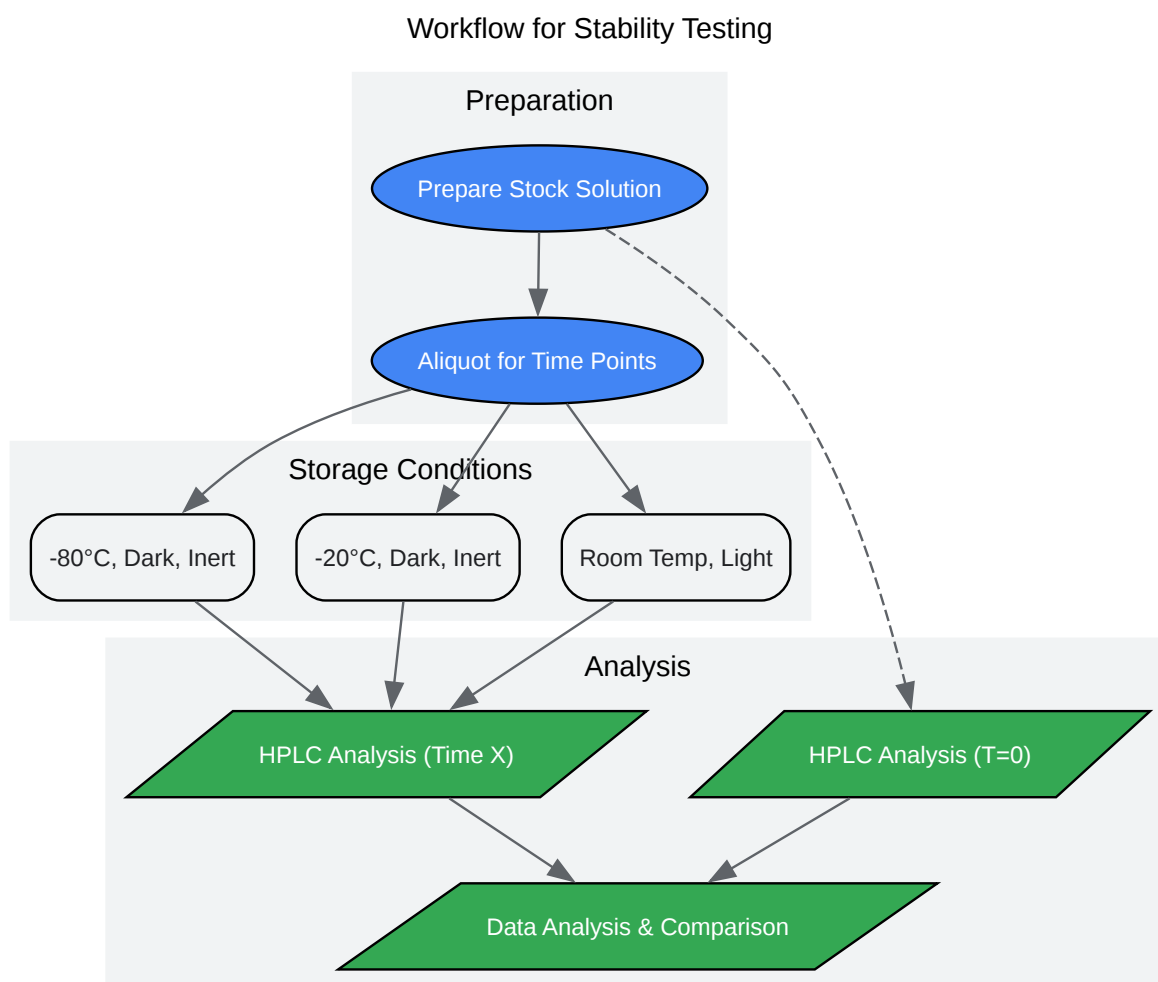 Workflow for Stability Testing
Preparation
Prepare Stock Solution
Aliquot for Time Points
Storage Conditions
-80°C, Dark, Inert
-20°C, Dark, Inert
Room Temp, Light
Analysis
HPLC Analysis (Time X)
HPLC Analysis (T=0)
Data Analysis & Comparison